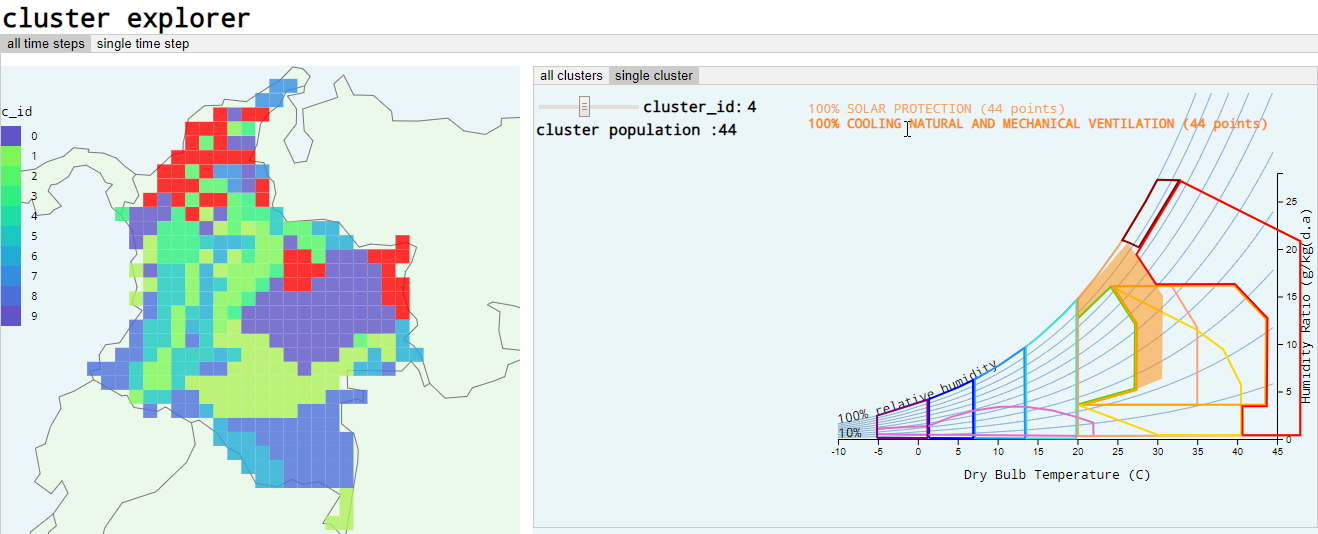 cluster explorer
all time steps single time step
c_id
0
1
2
3
4
5
6
7
8
9
all clusters single cluster
cluster_id: 4
cluster population :44
100% SOLAR PROTECTION (44 points)
100% COOLING NATURAL AND MECHANICAL VENTILATION (44 points)
100% relative humidity
10%
25
20
15
10
5
0
Humidity Ratio (g/kg(d.a)
-10 -5 0 5 10 15 20 25 30 35 40 45
Dry Bulb Temperature (C)